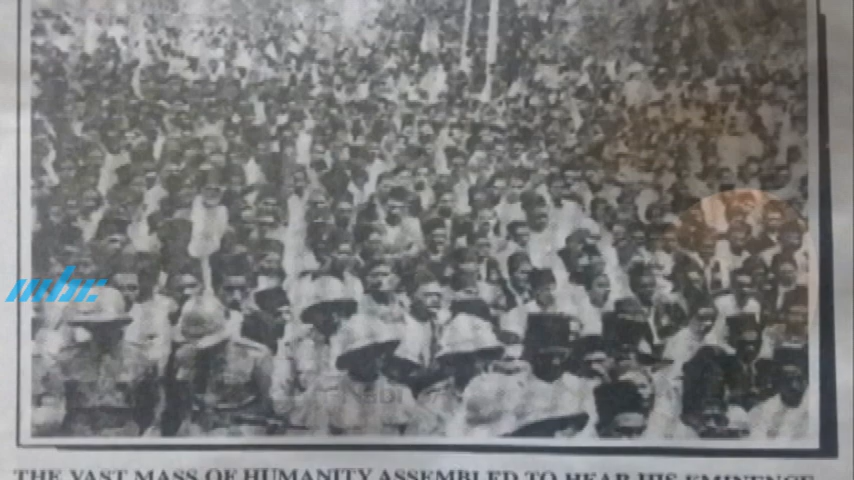 mbc
THE VAST MASS OF HUMANITY ASSEMBLED TO HEAR HIS EMINENCE